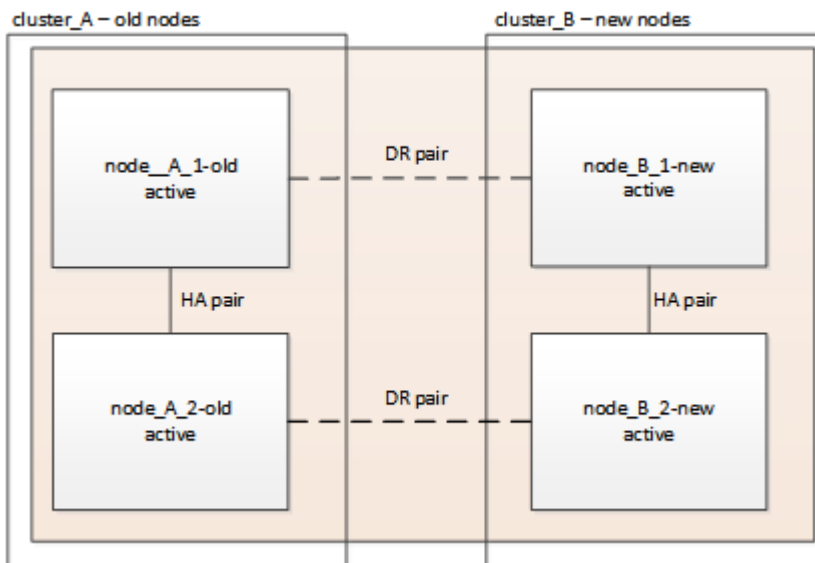 cluster_A – old nodes
cluster_B – new nodes
node__A_1-old
active
DR pair
node_B_1-new
active
HA pair
HA pair
node_A_2-old
active
DR pair
node_B_2-new
active